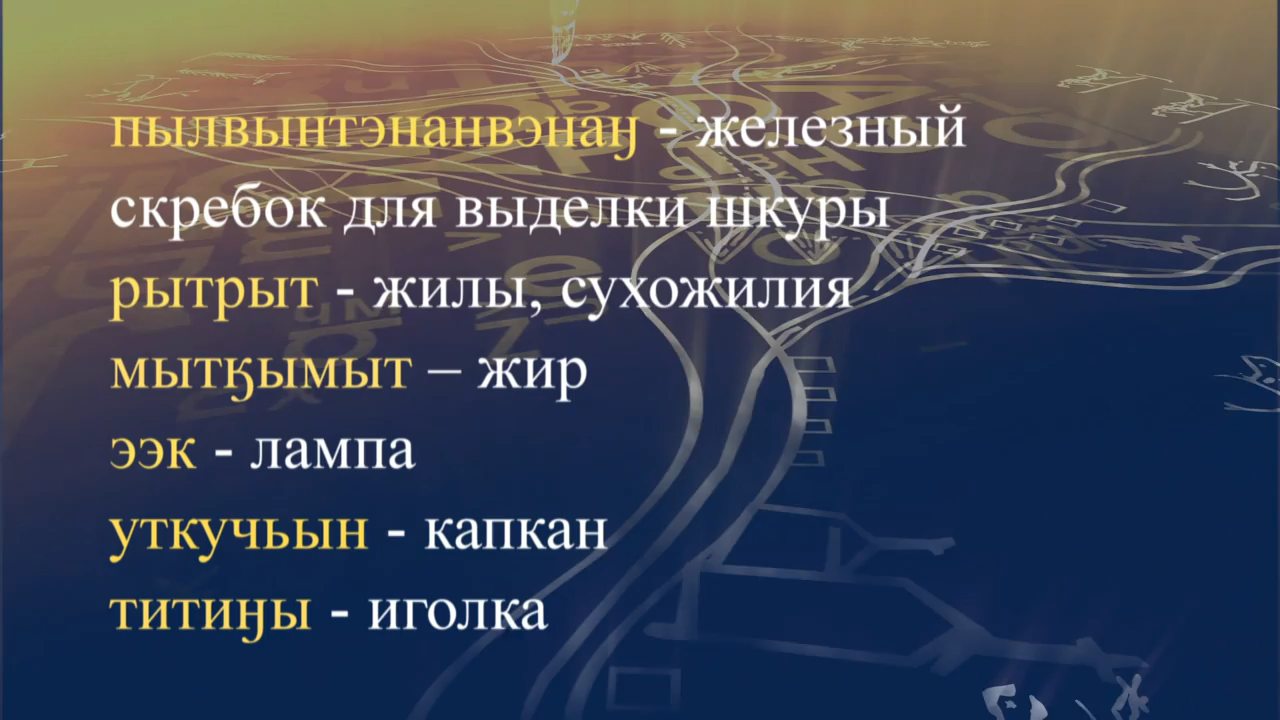 пылвынтэнанвэнаӈ - железный
скребок для выделки шкуры
рытрыт - жилы, сухожилия
мытӄымыт – жир
ээк - лампа
уткучьын - капкан
титиӈы - иголка